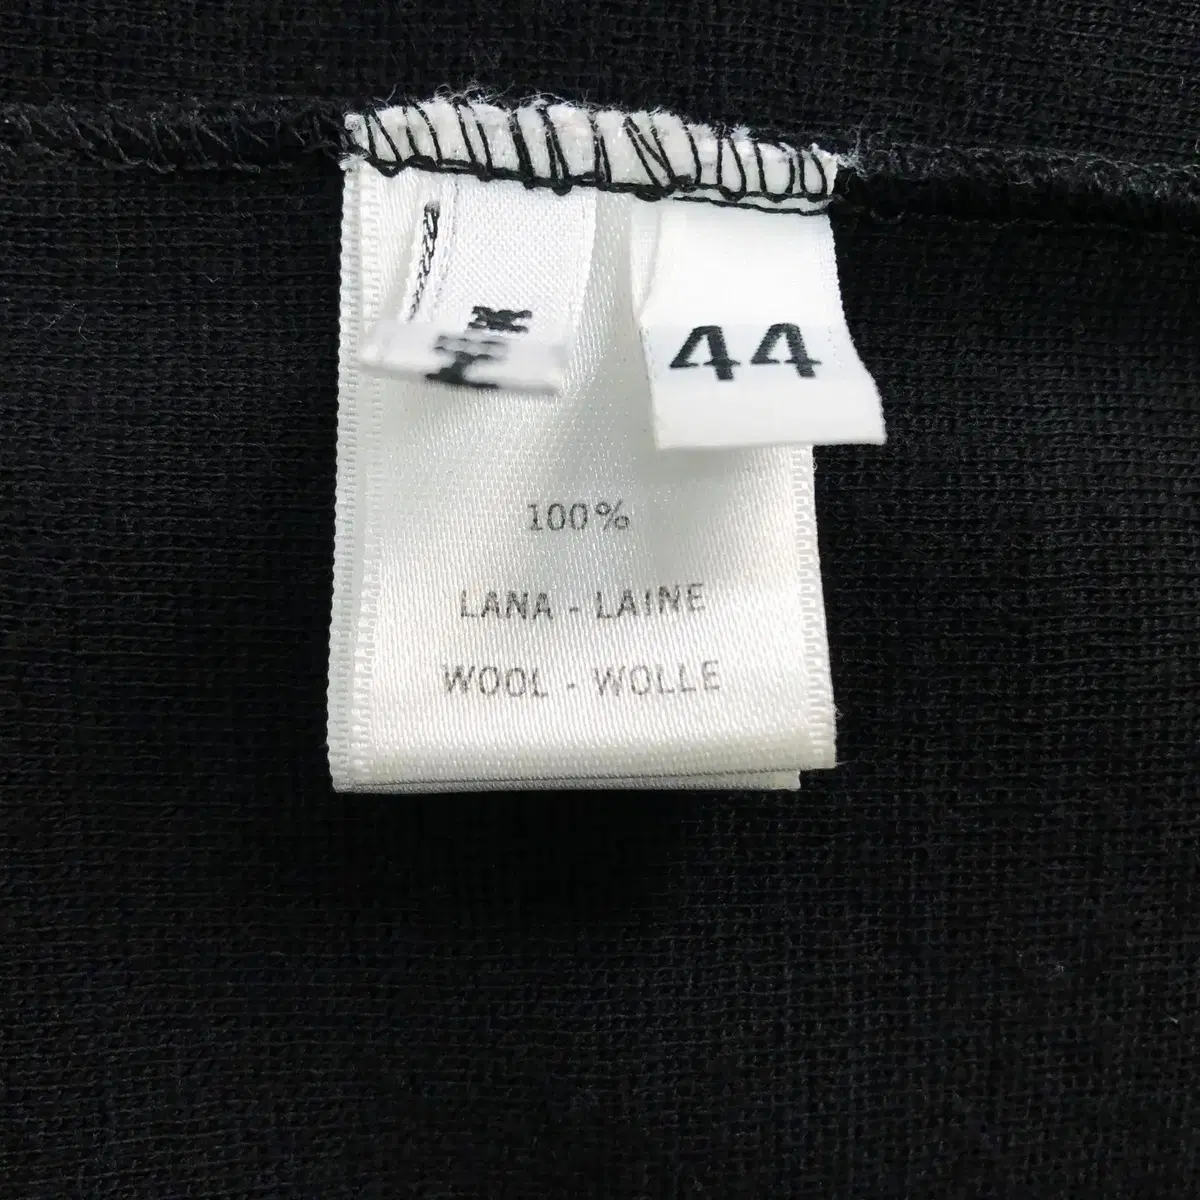 44
100%
LANA - LAINE
WOOL - WOLLE